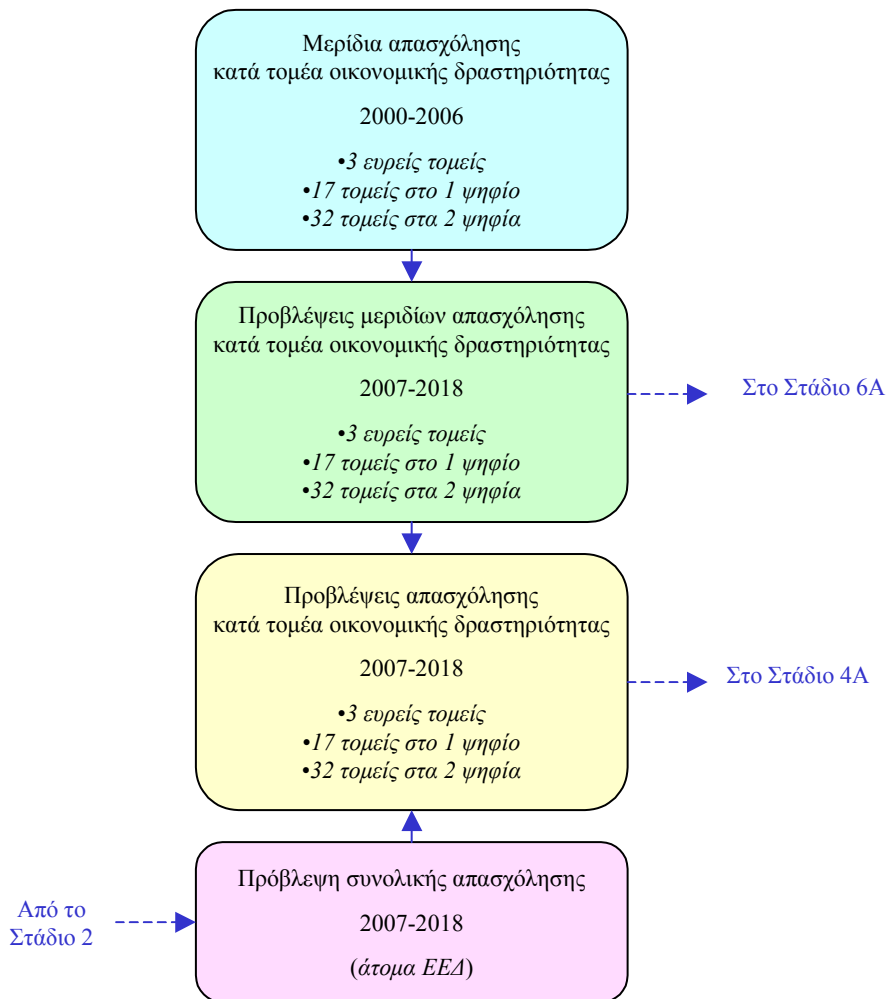 Μερίδια απασχόλησης
κατά τομέα οικονομικής δραστηριότητας
2000-2006
•3 ευρείς τομείς
•17 τομείς στο 1 ψηφίο
•32 τομείς στα 2 ψηφία
Προβλέψεις μεριδίων απασχόλησης
κατά τομέα οικονομικής δραστηριότητας
2007-2018
•3 ευρείς τομείς
•17 τομείς στο 1 ψηφίο
•32 τομείς στα 2 ψηφία
Στο Στάδιο 6Α
Προβλέψεις απασχόλησης
κατά τομέα οικονομικής δραστηριότητας
2007-2018
•3 ευρείς τομείς
•17 τομείς στο 1 ψηφίο
•32 τομείς στα 2 ψηφία
Στο Στάδιο 4Α
Πρόβλεψη συνολικής απασχόλησης
2007-2018
(άτομα ΕΕΔ)
Από το
Στάδιο 2